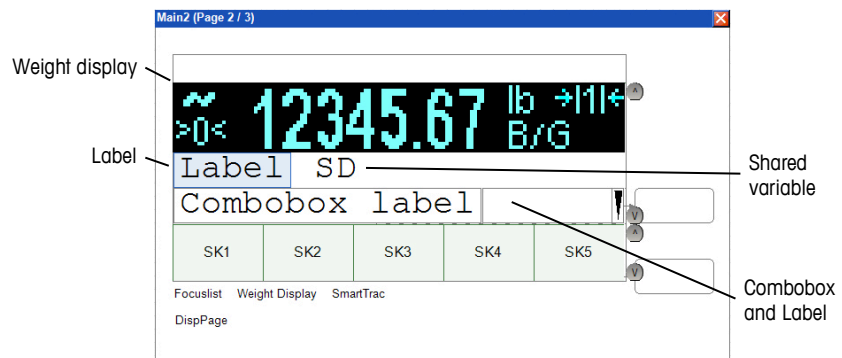 Main2 (Page 2 / 3)
Weight display
~ 12345.67 lb →|1|←
>0< B/G
Label
Label SD
Shared
variable
Combobox label
SK1 SK2 SK3 SK4 SK5
Combobox
and Label
Focuslist Weight Display SmartTrac
DispPage